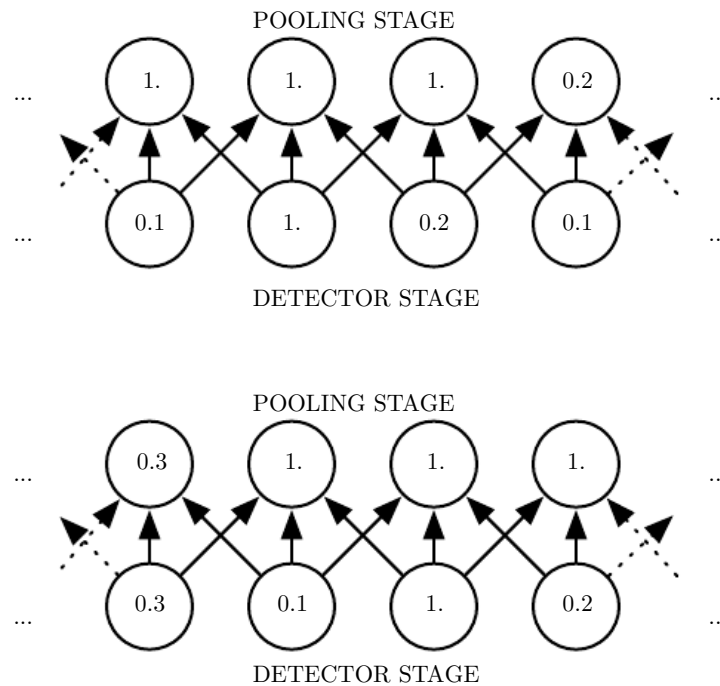 POOLING STAGE
... 1. 1. 1. 0.2 ..
... 0.1 1. 0.2 0.1 ..
DETECTOR STAGE
POOLING STAGE
... 0.3 1. 1. 1. ..
... 0.3 0.1 1. 0.2 ..
DETECTOR STAGE